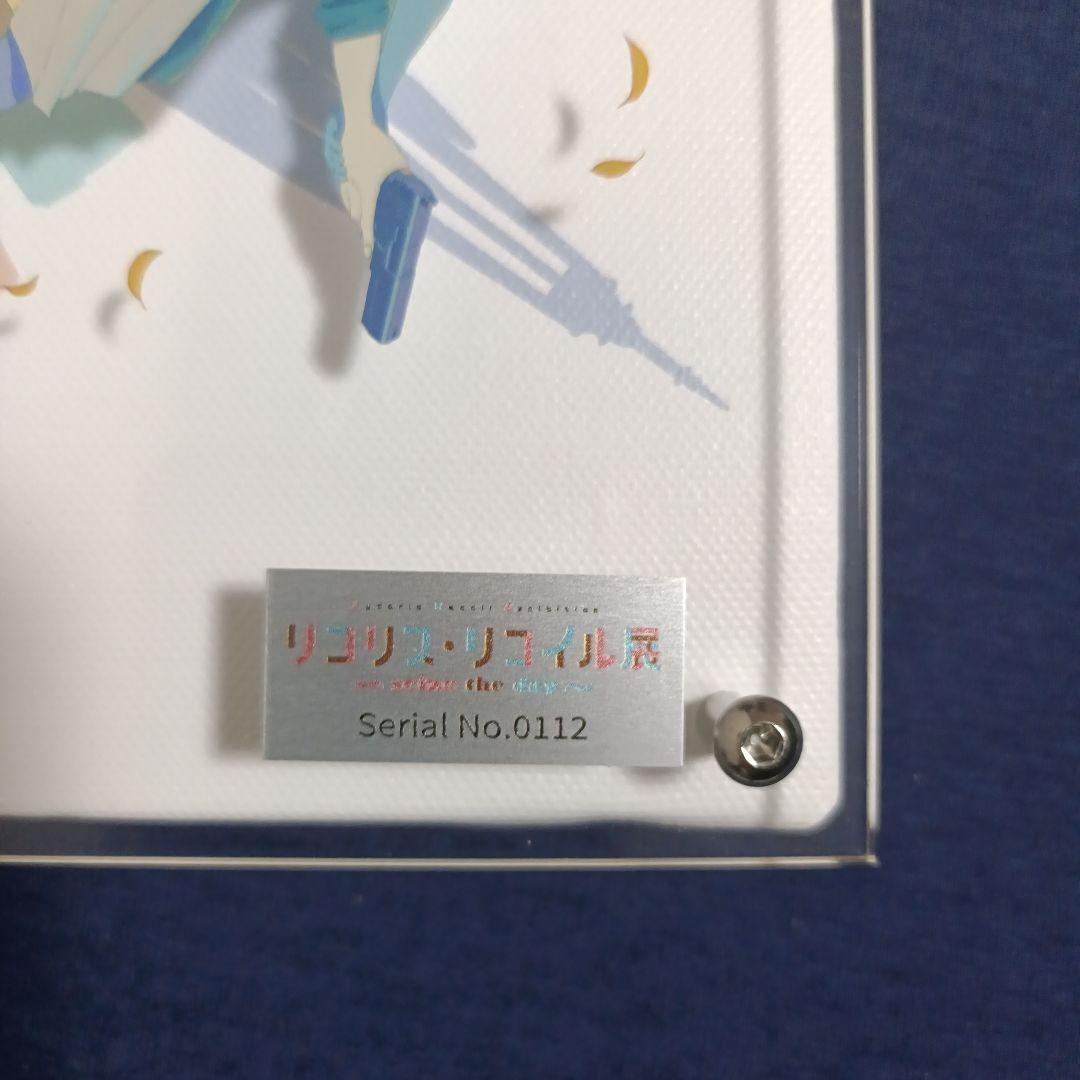 Lycoris Recoil Exhibition
リコリス・リコイル展
～ seize the day ～
Serial No.0112